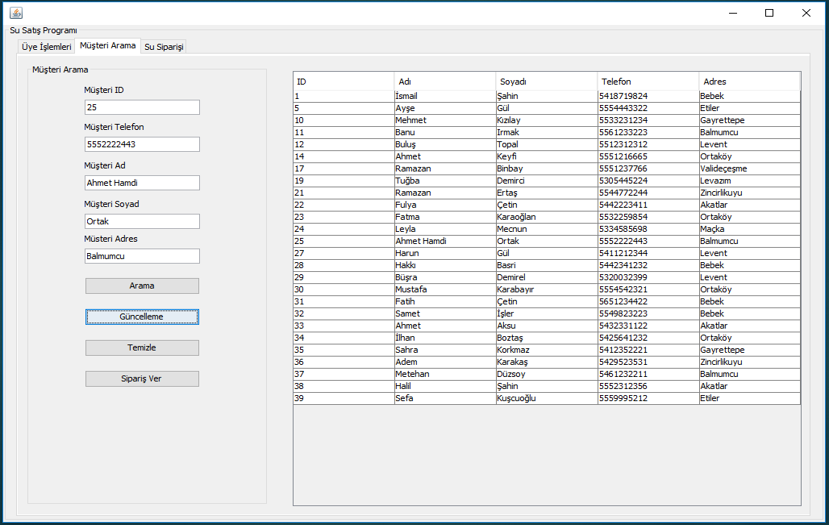 Su Satış Programı
Üye İşlemleri Müşteri Arama Su Siparişi
Müşteri Arama
Müşteri ID
25
Müşteri Telefon
5552222443
Müşteri Ad
Ahmet Hamdi
Müşteri Soyad
Ortak
Müsteri Adres
Balmumcu
Arama
Güncelleme
Temizle
Sipariş Ver
ID Adı Soyadı Telefon Adres
1 İsmail Şahin 5418719824 Bebek
5 Ayşe Gül 5554443322 Etiler
10 Mehmet Kızılay 5533231234 Gayrettepe
11 Banu Irmak 5561233223 Balmumcu
12 Buluş Topal 5512312312 Levent
14 Ahmet Keyfi 5551216665 Ortaköy
17 Ramazan Binbay 5551237766 Valideçeşme
19 Tuğba Demirci 5305445224 Levazım
21 Ramazan Ertaş 5544772244 Zincirlikuyu
22 Fulya Çetin 5442223411 Akatlar
23 Fatma Karaoğlan 5532259854 Ortaköy
24 Leyla Mecnun 5334585698 Maçka
25 Ahmet Hamdi Ortak 5552222443 Balmumcu
27 Harun Gül 5411212344 Levent
28 Hakkı Basri 5442341232 Bebek
29 Büşra Demirel 5320032399 Levent
30 Mustafa Karabayır 5554542321 Ortaköy
31 Fatih Çetin 5651234422 Bebek
32 Samet İşler 5549823223 Bebek
33 Ahmet Aksu 5432331122 Akatlar
34 İlhan Boztaş 5425641232 Ortaköy
35 Sahra Korkmaz 5412352221 Gayrettepe
36 Adem Karakaş 5429523531 Zincirlikuyu
37 Metehan Düzsoy 5461232211 Balmumcu
38 Halil Şahin 5552312356 Akatlar
39 Sefa Kuşcuoğlu 5559995212 Etiler